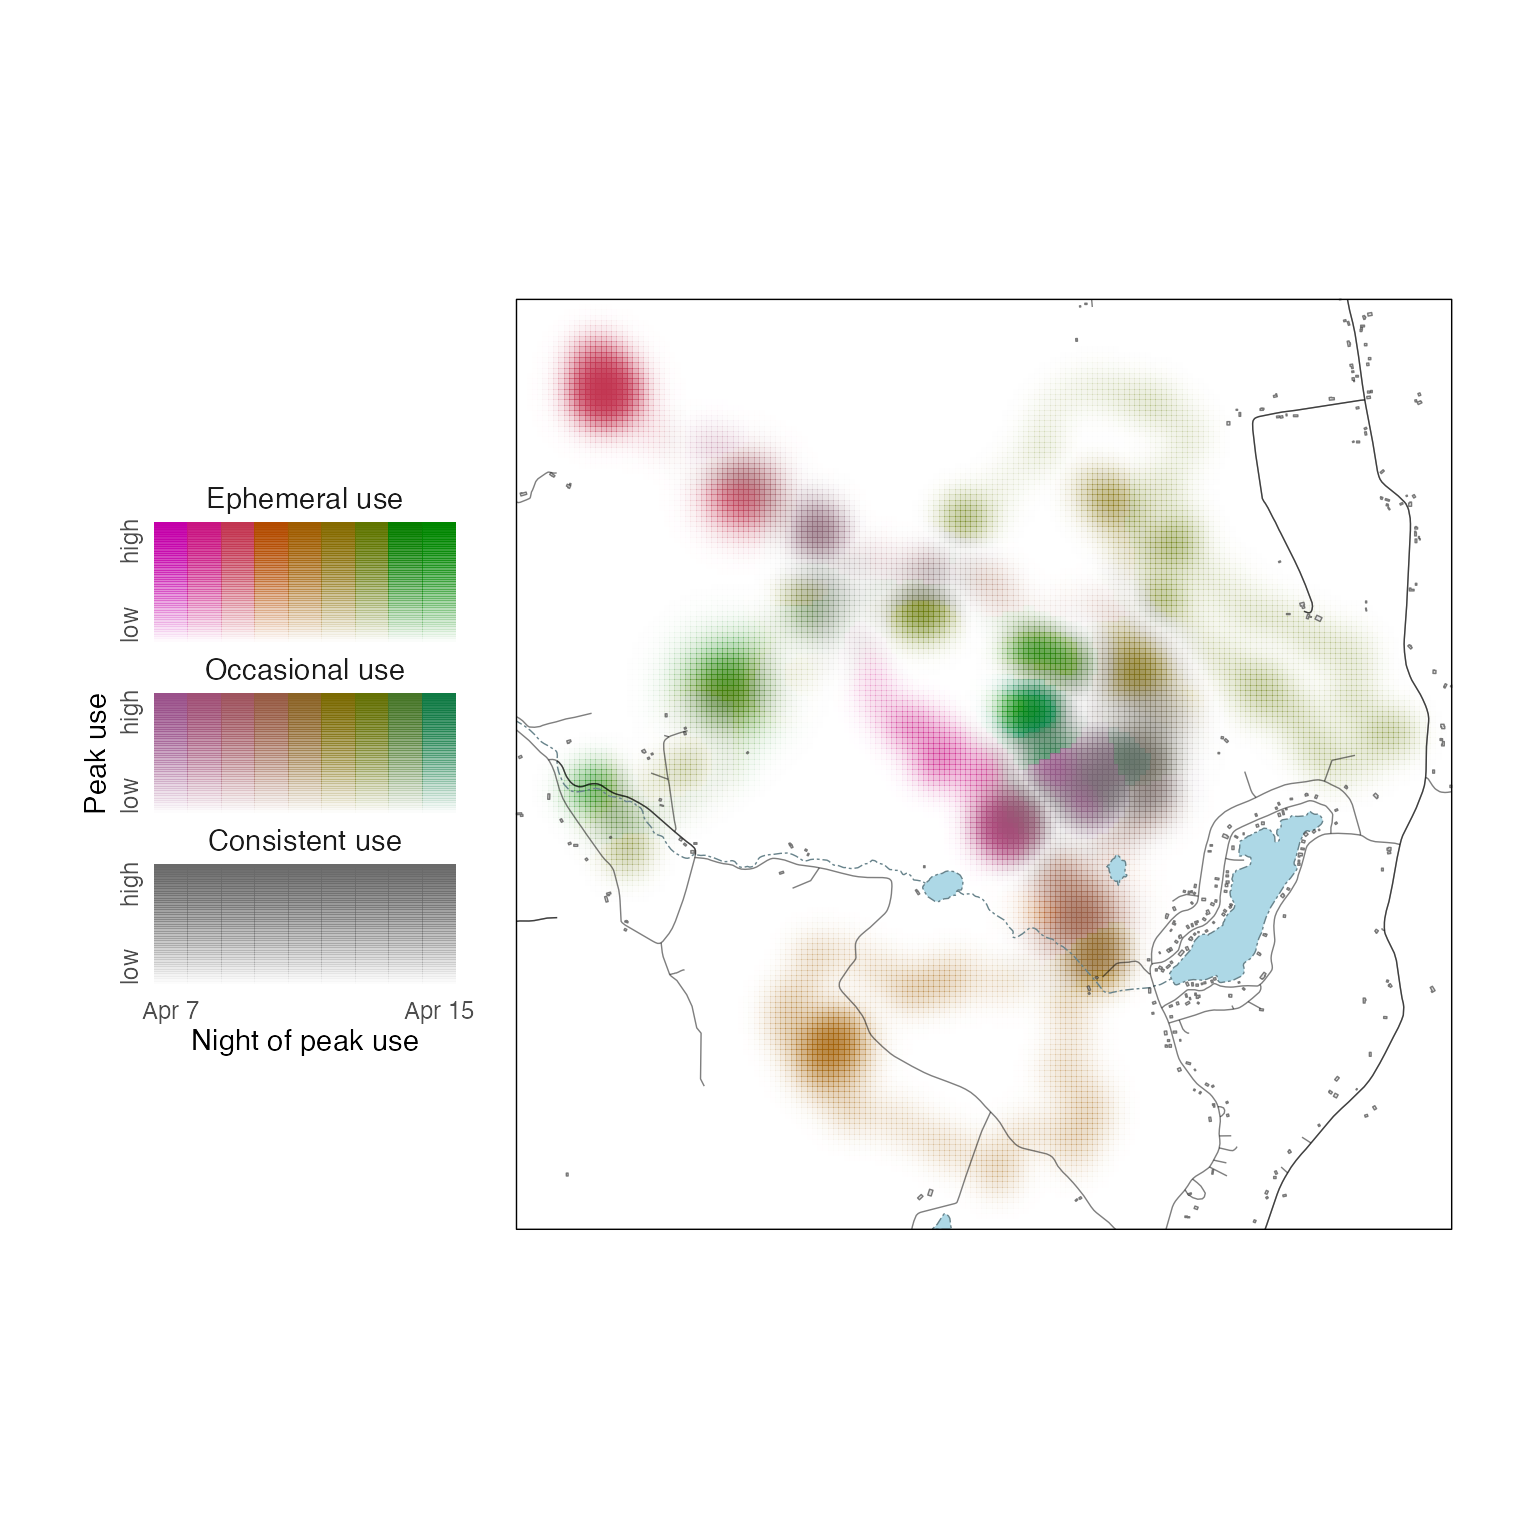 Ephemeral use
high
low
Occasional use
high
low
Peak use
Consistent use
high
low
Apr 7 Apr 15
Night of peak use